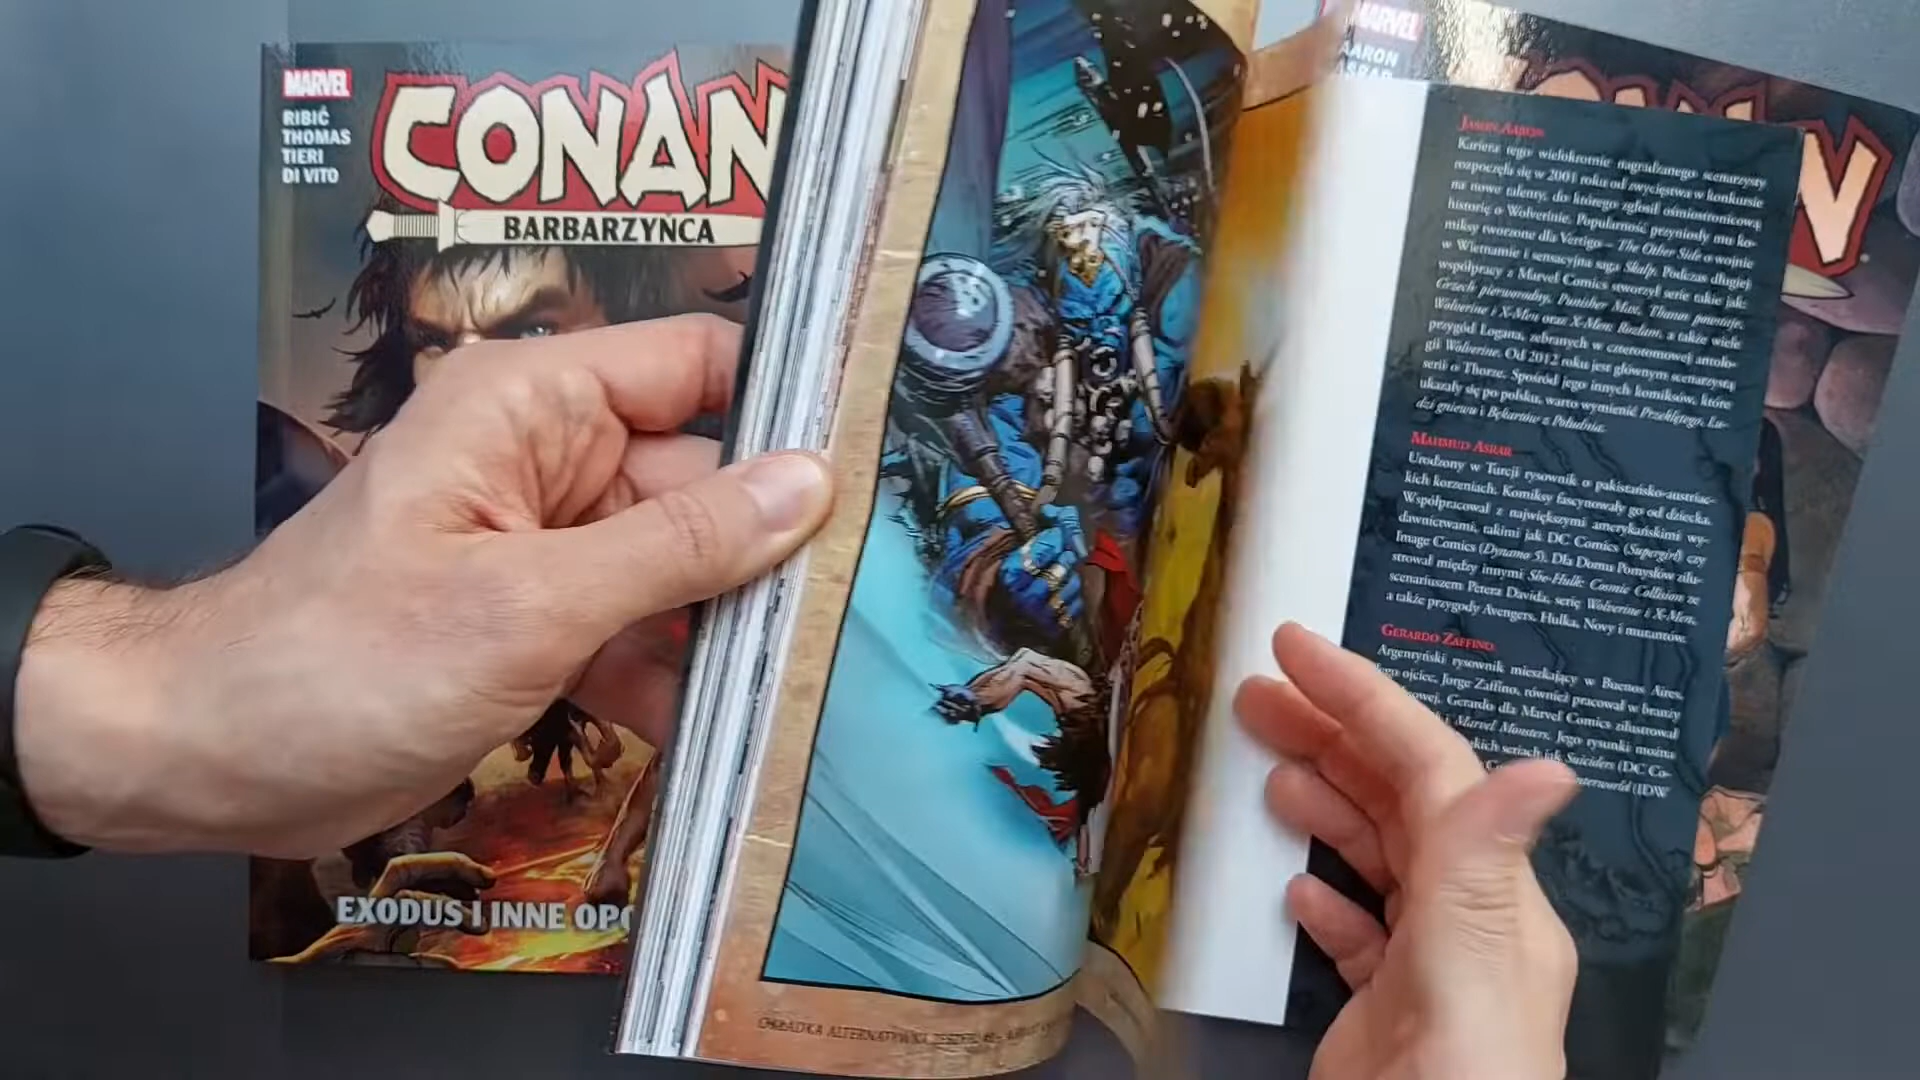 MARVEL
RIBIČ
THOMAS
TIERI
DI VITO
CONAN
BARBARZYŃCA
EXODUS I INNE OPO
OKŁADKA ALTERNATYWNA ZESZYTU
MARVEL
AARON
ASRAR
JASON AARON
Kariera tego wielokrotnie nagradzanego scenarzysty
rozpoczęła się w 2001 roku od zwycięstwa w konkursie
na nowe talenty, do którego zgłosił ośmiostronicową
historię o Wolverinie. Popularność przyniosły mu ko-
miksy tworzone dla Vertigo – The Other Side o wojnie
w Wietnamie i sensacyjna saga Skalp. Podczas długiej
współpracy z Marvel Comics stworzył serie takie jak:
Grzech pierworodny, Punisher Max, Thanos powstaje,
Wolverine i X-Men oraz X-Men: Rozłam, a także wiele
przygód Logana, zebranych w czterotomowej antolo-
gii Wolverine. Od 2012 roku jest głównym scenarzystą
serii o Thorze. Spośród jego innych komiksów, które
ukazały się po polsku, warto wymienić Przeklętego, Lu-
dzi gniewu i Bękartów z Południa.
MAHMUD ASRAR
Urodzony w Turcji rysownik o pakistańsko-austriac-
kich korzeniach. Komiksy fascynowały go od dziecka.
Współpracował z największymi amerykańskimi wy-
dawnictwami, takimi jak DC Comics (Supergirl) czy
Image Comics (Dynamo 5). Dla Domu Pomysłów zilu-
strował między innymi She-Hulk: Cosmic Collision ze
scenariuszem Petera Davida, serię Wolverine i X-Men,
a także przygody Avengers, Hulka, Novy i mutantów.
GERARDO ZAFFINO
Argentyński rysownik mieszkający w Buenos Aires.
Jego ojciec, Jorge Zaffino, również pracował w branży
Gerardo dla Marvel Comics zilustrował
i Marvel Monsters. Jego rysunki można
seriach jak Suiciders (DC Co-
(IDW